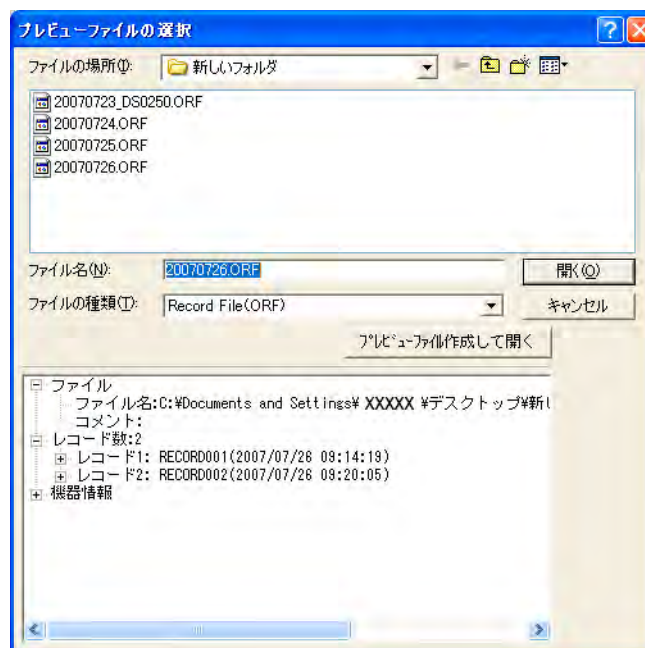 プレビューファイルの選択
ファイルの場所(I):
新しいフォルダ
20070723_DS0250.ORF
20070724.ORF
20070725.ORF
20070726.ORF
ファイル名(N):
20070726.ORF
開く(O)
ファイルの種類(T):
Record File(ORF)
キャンセル
プレビューファイル作成して開く
ファイル
ファイル名:C:¥Documents and Settings¥ XXXXX ¥デスクトップ¥新し
コメント:
レコード数:2
レコード1: RECORD001(2007/07/26 09:14:19)
レコード2: RECORD002(2007/07/26 09:20:05)
機器情報